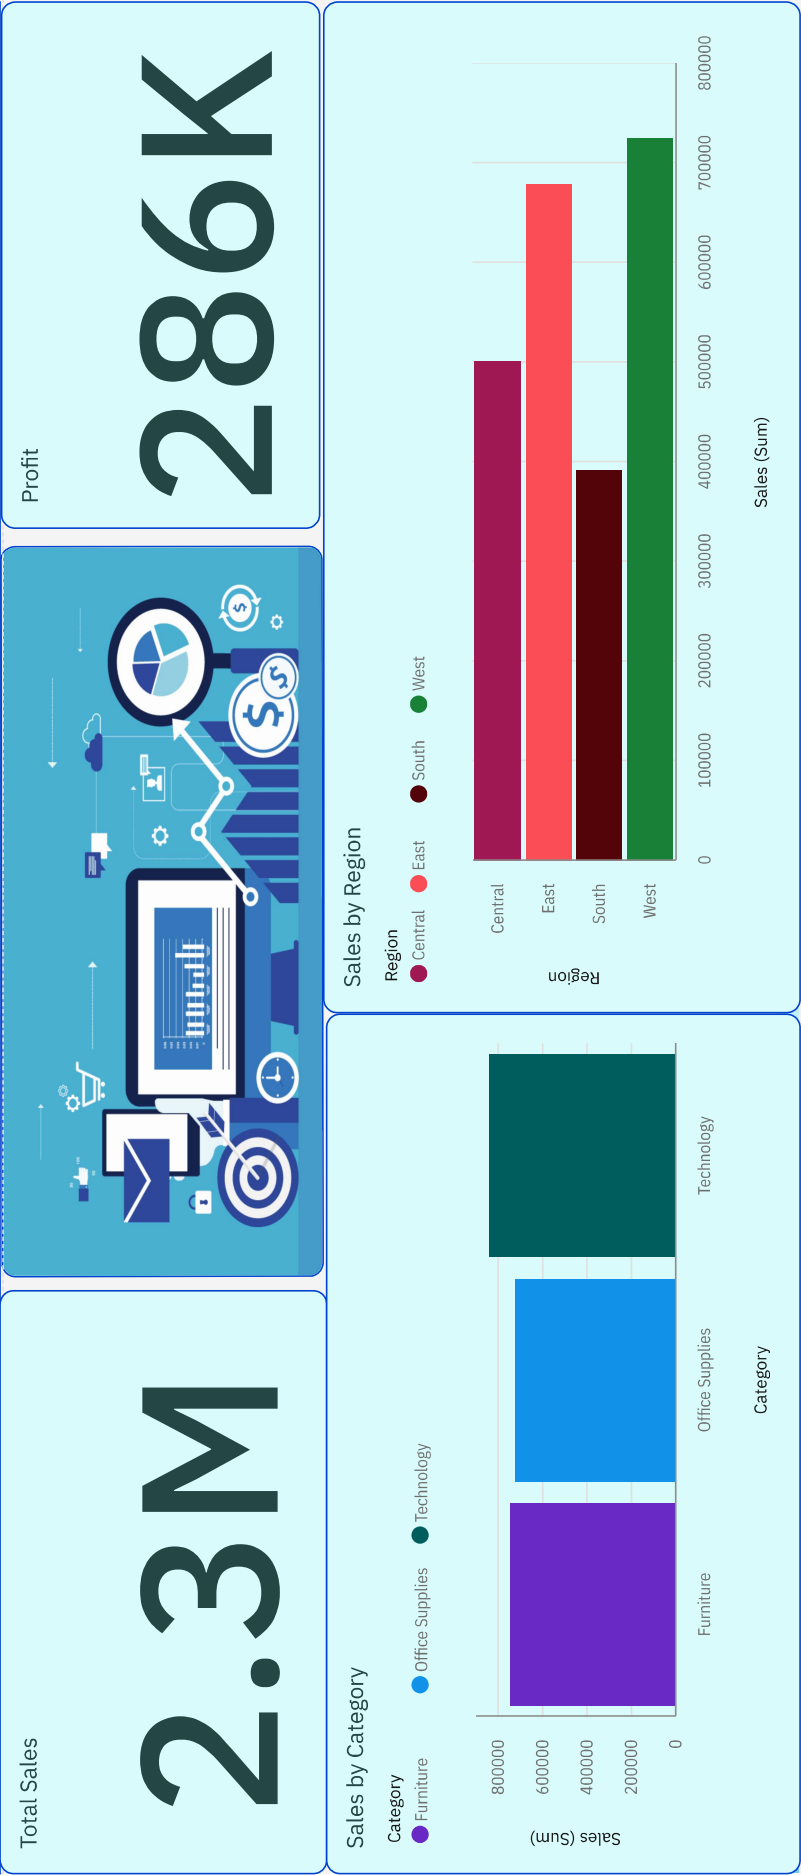 Total Sales
2.3M
Profit
286K
Sales by Category
Category
Furniture Office Supplies Technology
Sales (Sum)
800000
600000
400000
200000
0
Furniture Office Supplies Technology
Category
Sales by Region
Region
Central East South West
Region
Central
East
South
West
0 100000 200000 300000 400000 500000 600000 700000 800000
Sales (Sum)